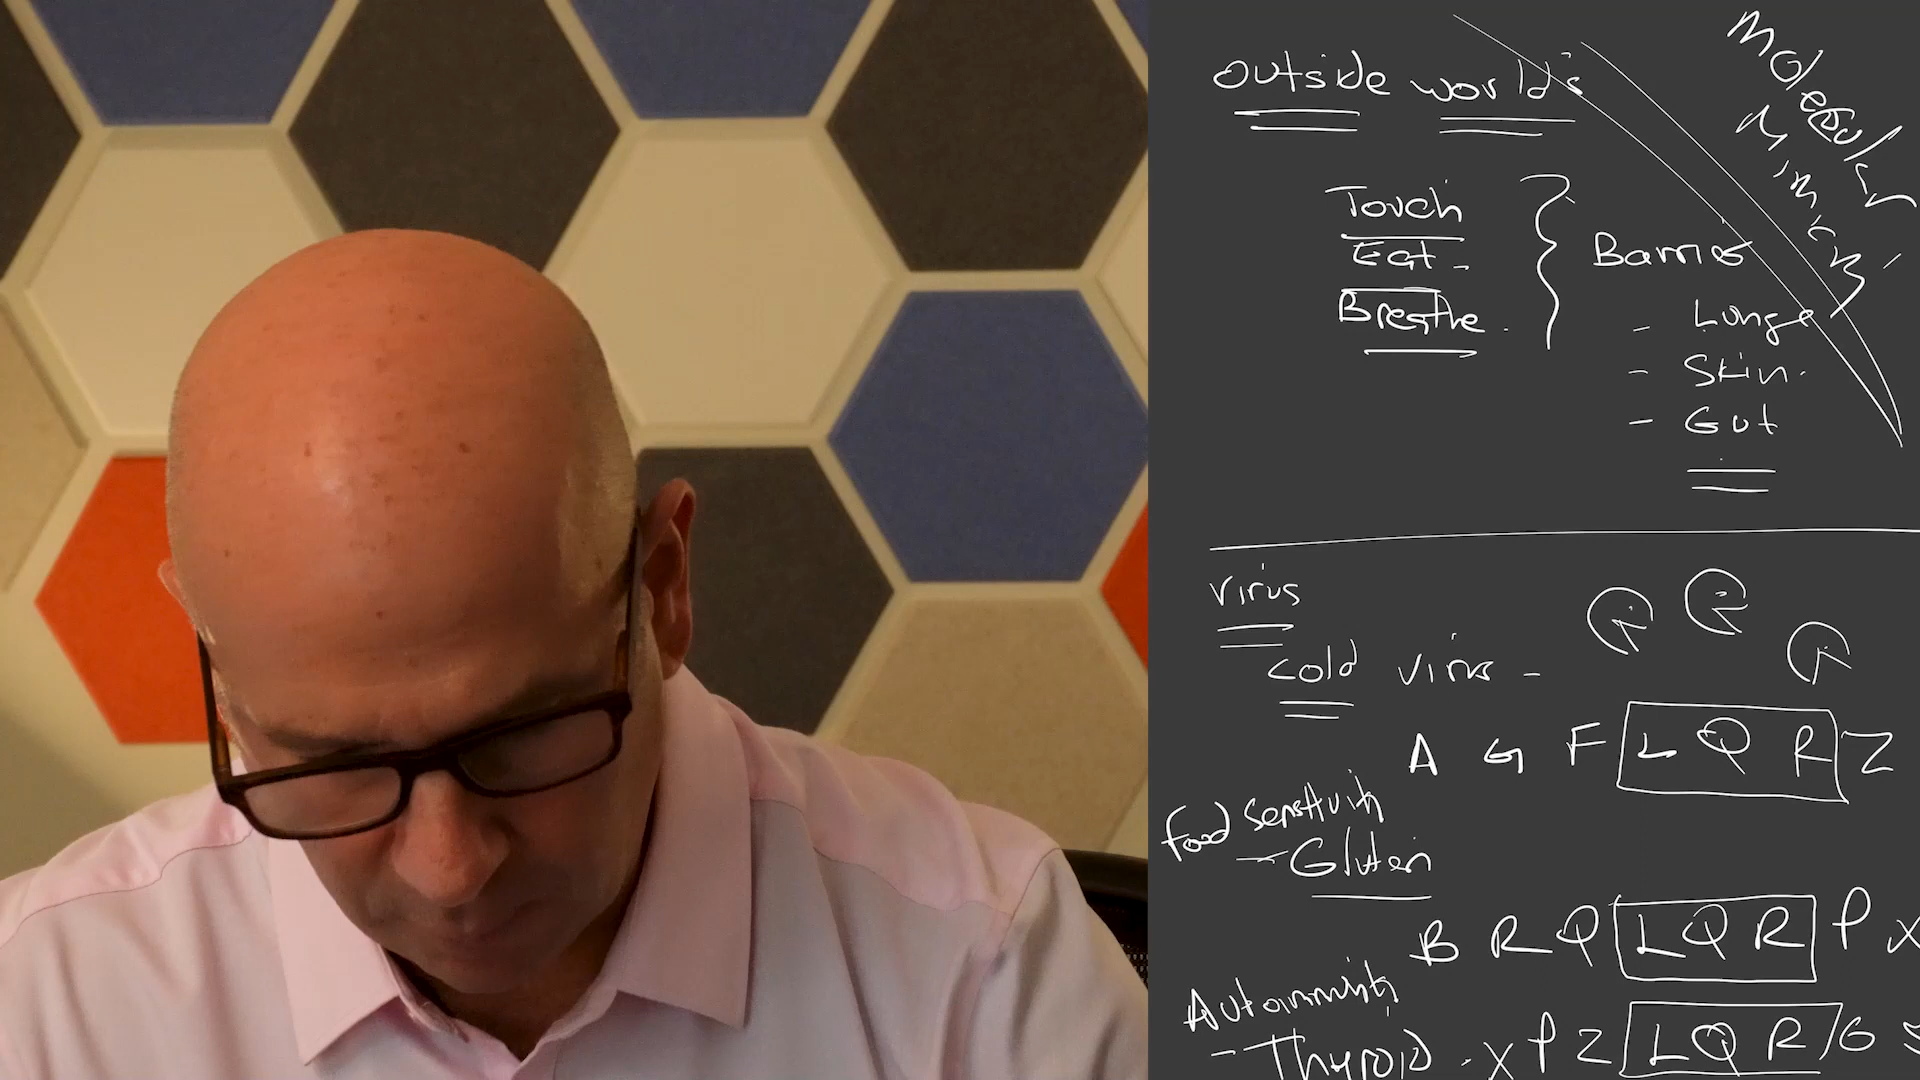 Outside world's
Molecular
Mimicry
Touch
Eat -
Breathe.
Barrier
- Lungs
- Skin.
- Gut
Virus
Cold Virus -
A G F L Q R Z
Food Sensitivity
- Gluten
B R Q L Q R P X
Autoimmunity
- Thyroid . X P Z L Q R G